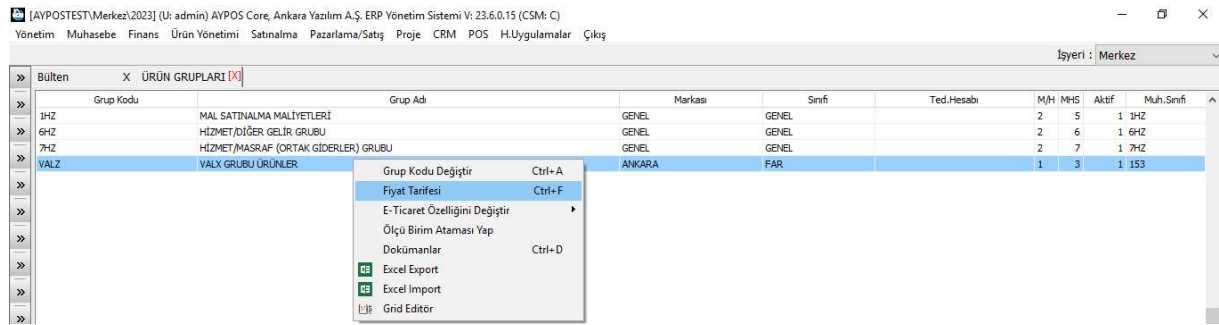 [AYPOSTEST\Merkez\2023] (U: admin) AYPOS Core, Ankara Yazılım A.Ş. ERP Yönetim Sistemi V: 23.6.0.15 (CSM: C)
Yönetim Muhasebe Finans Ürün Yönetimi Satınalma Pazarlama/Satış Proje CRM POS H.Uygulamalar Çıkış
İşyeri : Merkez
Bülten X ÜRÜN GRUPLARI [X]
Grup Kodu Grup Adı Markası Sınıfı Ted.Hesabı M/H MHS Aktif Muh.Sınıfı
1HZ MAL SATINALMA MALİYETLERİ GENEL GENEL 2 5 1 1HZ
6HZ HİZMET/DİĞER GELİR GRUBU GENEL GENEL 2 6 1 6HZ
7HZ HİZMET/MASRAF (ORTAK GİDERLER) GRUBU GENEL GENEL 2 7 1 7HZ
VALZ VALX GRUBU ÜRÜNLER ANKARA FAR 1 3 1 153
Grup Kodu Değiştir Ctrl+A
Fiyat Tarifesi Ctrl+F
E-Ticaret Özelliğini Değiştir
Ölçü Birim Ataması Yap
Dokümanlar Ctrl+D
Excel Export
Excel Import
Grid Editör